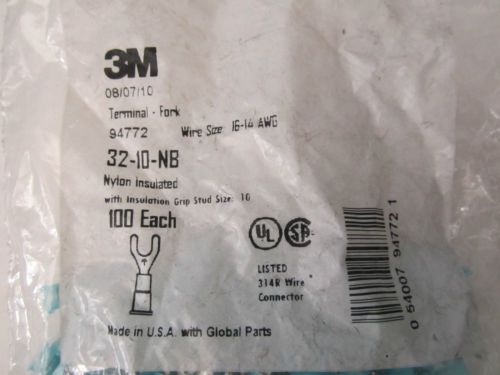 3M
08/07/10
Terminal - Fork
94772 Wire Size: 16-14 AWG
32-10-NB
Nylon Insulated
with Insulation Grip Stud Size: 10
100 Each
UL SA
LISTED
314R Wire
Connector
0 54007 94772 1
Made in U.S.A. with Global Parts